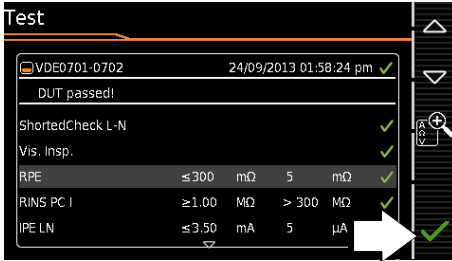 Test
VDE0701-0702 24/09/2013 01:58:24 pm
DUT passed!
ShortedCheck L-N
Vis. Insp.
RPE ≤300 mΩ 5 mΩ
RINS PC I ≥1.00 MΩ > 300 MΩ
IPE LN ≤3.50 mA 5 µA